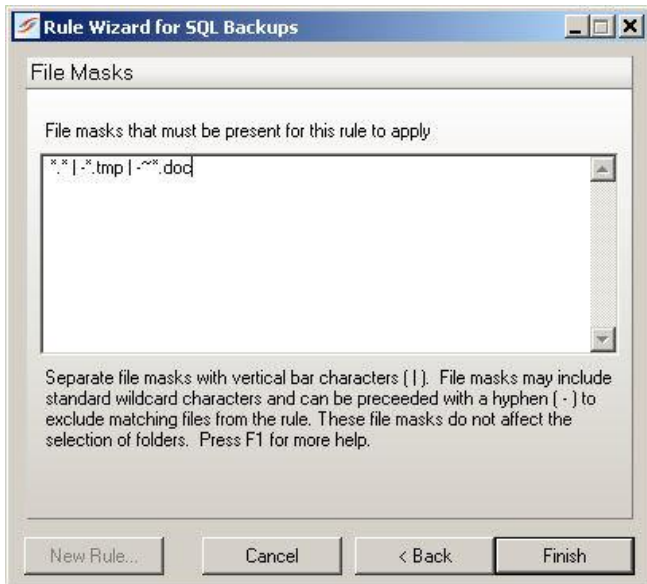 Rule Wizard for SQL Backups
File Masks
File masks that must be present for this rule to apply
*.* | -*.tmp | -~*.doc
Separate file masks with vertical bar characters ( | ).  File masks may include
standard wildcard characters and can be preceeded with a hyphen ( - ) to
exclude matching files from the rule. These file masks do not affect the
selection of folders.  Press F1 for more help.
New Rule...
Cancel
< Back
Finish